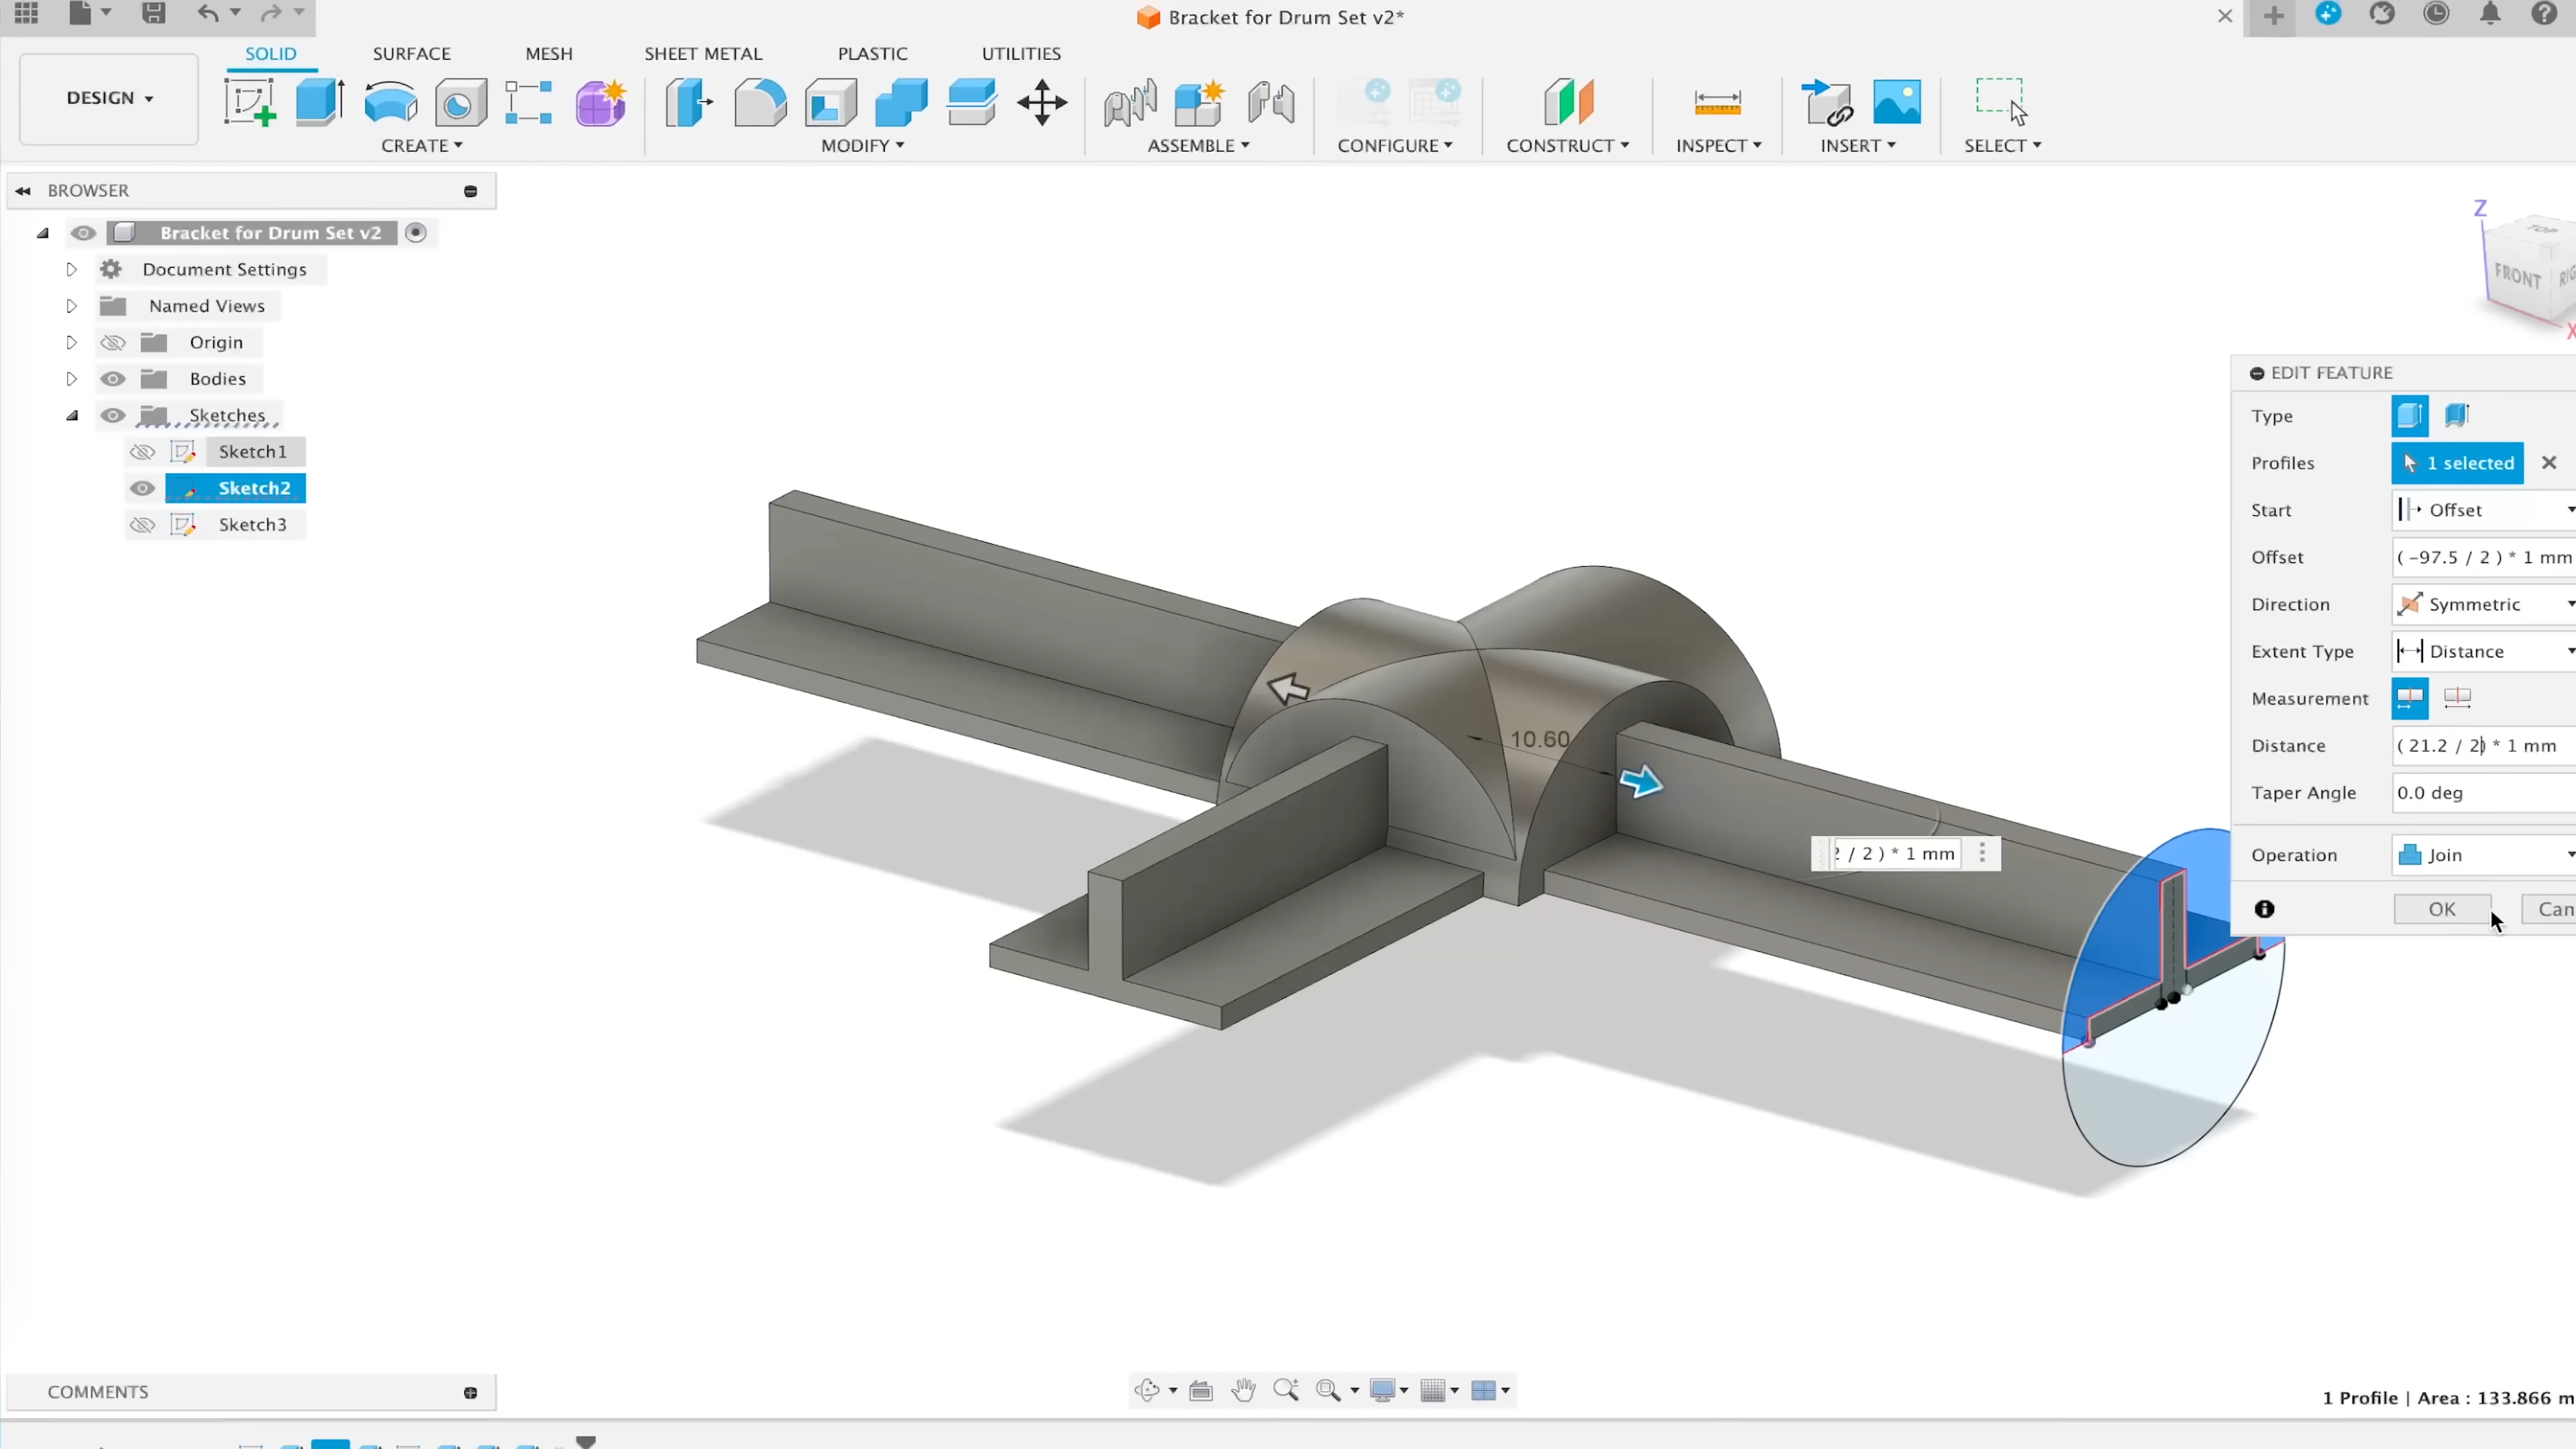 Bracket for Drum Set v2*
SOLID
SURFACE
MESH
SHEET METAL
PLASTIC
UTILITIES
DESIGN
CREATE
MODIFY
ASSEMBLE
CONFIGURE
CONSTRUCT
INSPECT
INSERT
SELECT
BROWSER
Bracket for Drum Set v2
Document Settings
Named Views
Origin
Bodies
Sketches
Sketch1
Sketch2
Sketch3
Z
TOP
FRONT
X
EDIT FEATURE
Type
Profiles 1 selected
Start Offset
Offset ( -97.5 / 2 ) * 1 mm
Direction Symmetric
Extent Type Distance
Measurement
Distance ( 21.2 / 2) * 1 mm
Taper Angle 0.0 deg
Operation Join
OK
Can
10.60
/ 2 ) * 1 mm
COMMENTS
1 Profile | Area : 133.866 m